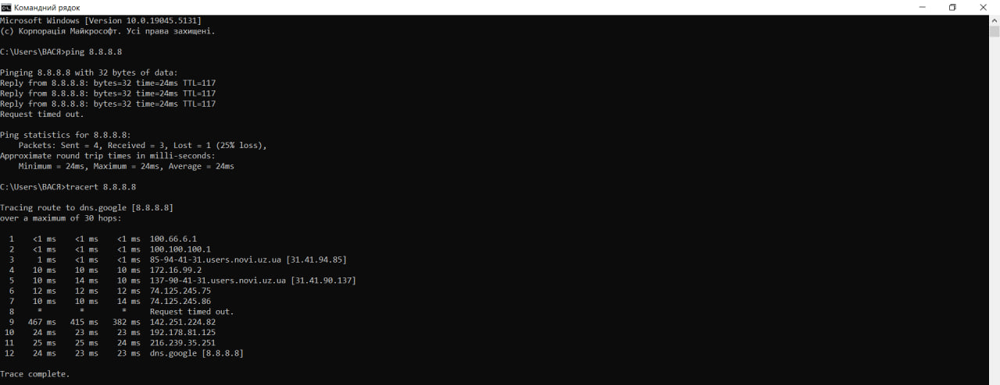 Командний рядок
Microsoft Windows [Version 10.0.19045.5131]
(c) Корпорація Майкрософт. Усі права захищені.
C:\Users\ВАСЯ>ping 8.8.8.8
Pinging 8.8.8.8 with 32 bytes of data:
Reply from 8.8.8.8: bytes=32 time=24ms TTL=117
Reply from 8.8.8.8: bytes=32 time=24ms TTL=117
Reply from 8.8.8.8: bytes=32 time=24ms TTL=117
Request timed out.
Ping statistics for 8.8.8.8:
    Packets: Sent = 4, Received = 3, Lost = 1 (25% loss),
Approximate round trip times in milli-seconds:
    Minimum = 24ms, Maximum = 24ms, Average = 24ms
C:\Users\ВАСЯ>tracert 8.8.8.8
Tracing route to dns.google [8.8.8.8]
over a maximum of 30 hops:
  1    <1 ms    <1 ms    <1 ms  100.66.6.1
  2    <1 ms    <1 ms    <1 ms  100.100.100.1
  3     1 ms    <1 ms    <1 ms  85-94-41-31.users.novi.uz.ua [31.41.94.85]
  4    10 ms    10 ms    10 ms  172.16.99.2
  5    10 ms    14 ms    10 ms  137-90-41-31.users.novi.uz.ua [31.41.90.137]
  6    12 ms    12 ms    12 ms  74.125.245.75
  7    10 ms    10 ms    14 ms  74.125.245.86
  8     *        *        *     Request timed out.
  9   467 ms   415 ms   382 ms  142.251.224.82
 10    24 ms    23 ms    23 ms  192.178.81.125
 11    25 ms    25 ms    24 ms  216.239.35.251
 12    24 ms    23 ms    23 ms  dns.google [8.8.8.8]
Trace complete.